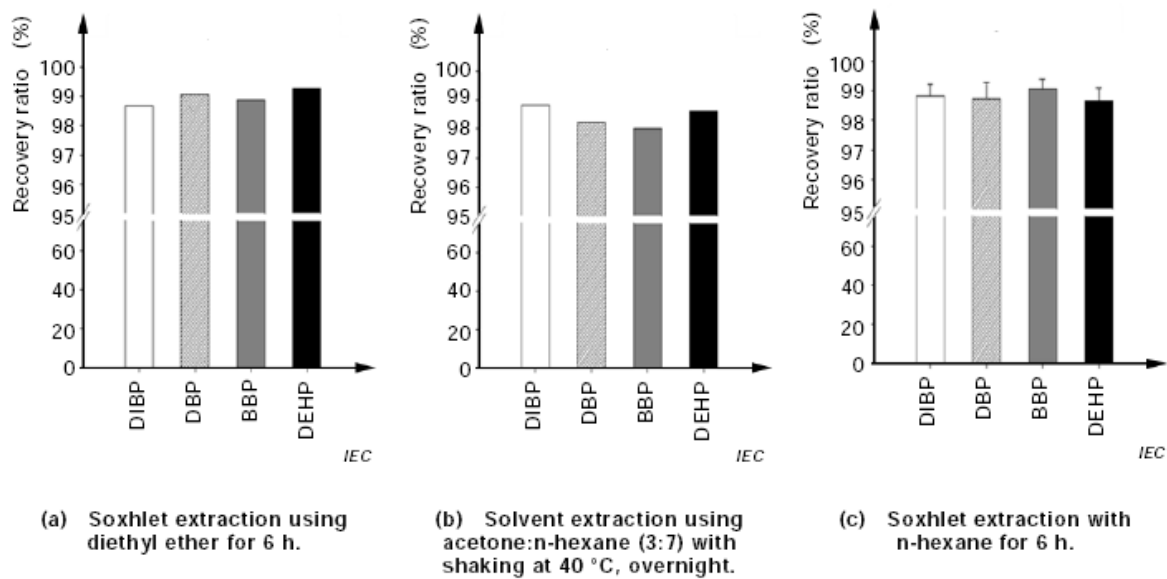 Recovery ratio (%)
100
99
98
97
96
95
60
40
20
0
DIBP
DBP
BBP
DEHP
IEC
(a) Soxhlet extraction using
diethyl ether for 6 h.
Recovery ratio (%)
100
99
98
97
96
95
60
40
20
0
DIBP
DBP
BBP
DEHP
IEC
(b) Solvent extraction using
acetone:n-hexane (3:7) with
shaking at 40 °C, overnight.
Recovery ratio (%)
100
99
98
97
96
95
60
40
20
0
DIBP
DBP
BBP
DEHP
IEC
(c) Soxhlet extraction with
n-hexane for 6 h.